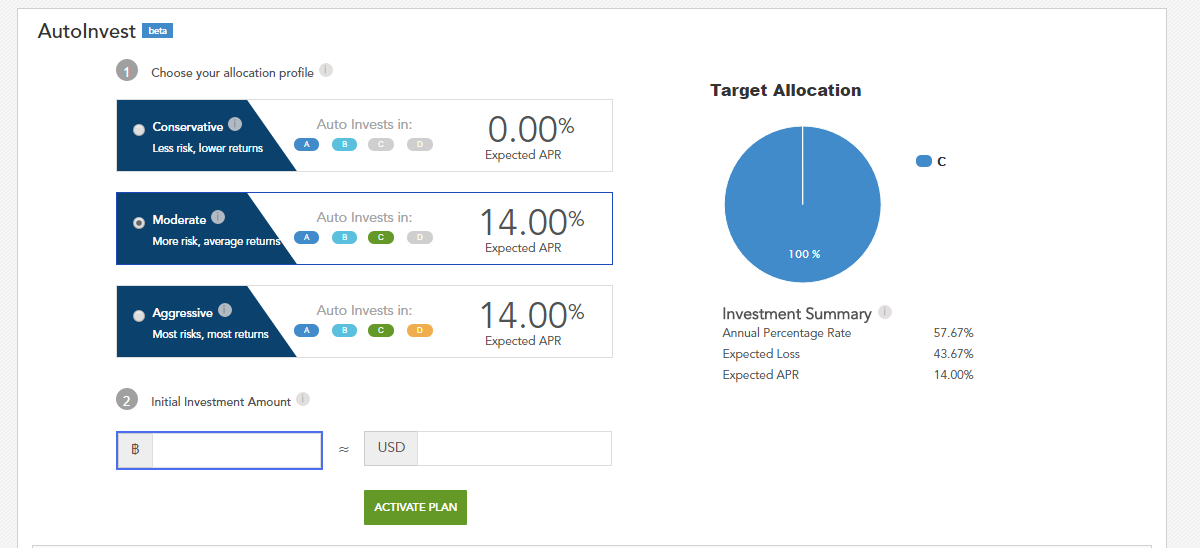 AutoInvest beta
1 Choose your allocation profile i
Conservative i
Less risk, lower returns
Auto Invests in:
A B C D
0.00%
Expected APR
Moderate i
More risk, average returns
Auto Invests in:
A B C D
14.00%
Expected APR
Aggressive i
Most risks, most returns
Auto Invests in:
A B C D
14.00%
Expected APR
2 Initial Investment Amount i
฿ ≈ USD
ACTIVATE PLAN
Target Allocation
100 %
C
Investment Summary i
Annual Percentage Rate 57.67%
Expected Loss 43.67%
Expected APR 14.00%